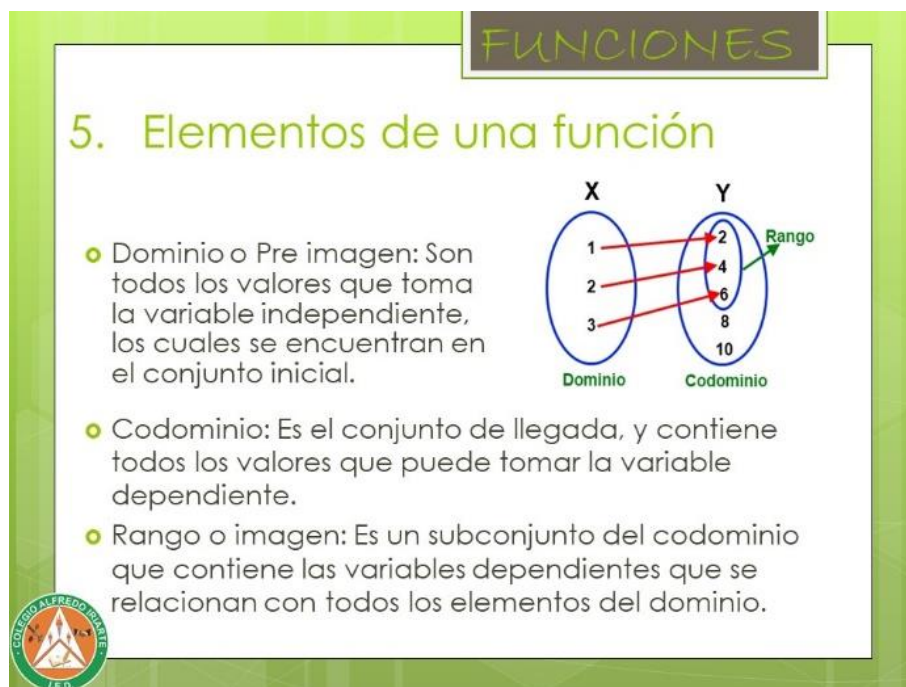 FUNCIONES
5. Elementos de una función
Dominio o Pre imagen: Son
todos los valores que toma
la variable independiente,
los cuales se encuentran en
el conjunto inicial.
X
Y
1
2
3
2
4
6
8
10
Rango
Dominio
Codominio
Codominio: Es el conjunto de llegada, y contiene
todos los valores que puede tomar la variable
dependiente.
Rango o imagen: Es un subconjunto del codominio
que contiene las variables dependientes que se
relacionan con todos los elementos del dominio.
COLEGIO ALFREDO IRIARTE
I.E.D